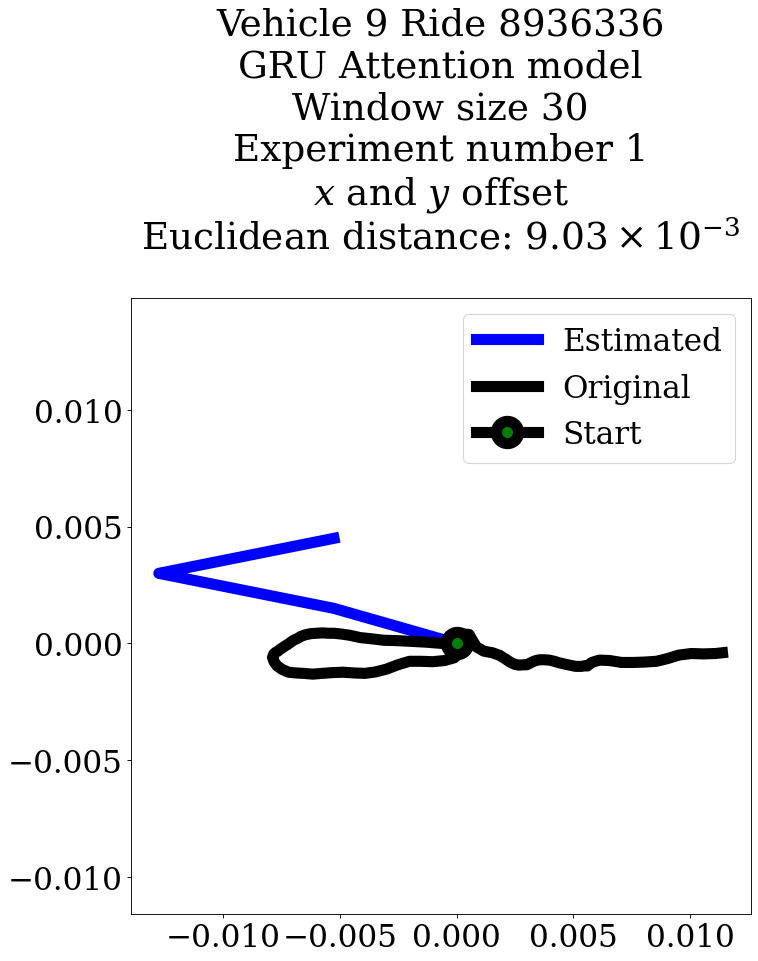 Vehicle 9 Ride 8936336
GRU Attention model
Window size 30
Experiment number 1
x and y offset
Euclidean distance: 9.03 × 10⁻³
Estimated
Original
Start
0.010
0.005
0.000
−0.005
−0.010
−0.010 −0.005 0.000 0.005 0.010